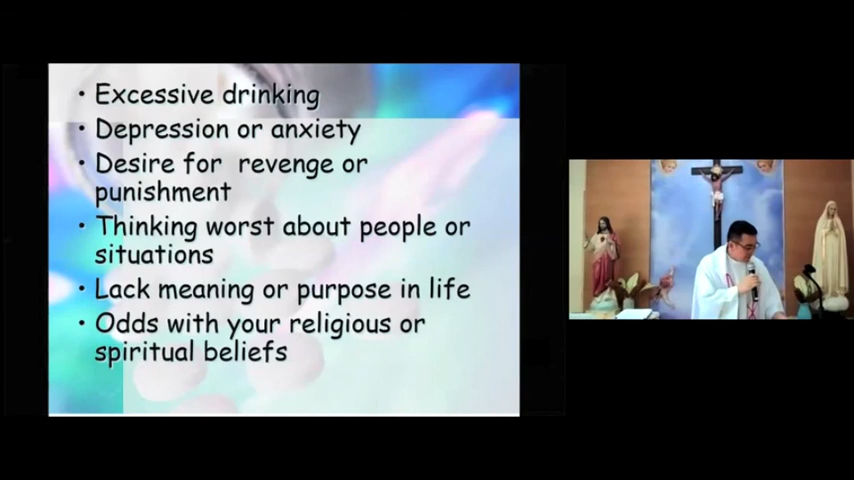 • Excessive drinking
• Depression or anxiety
• Desire for revenge or
punishment
• Thinking worst about people or
situations
• Lack meaning or purpose in life
• Odds with your religious or
spiritual beliefs